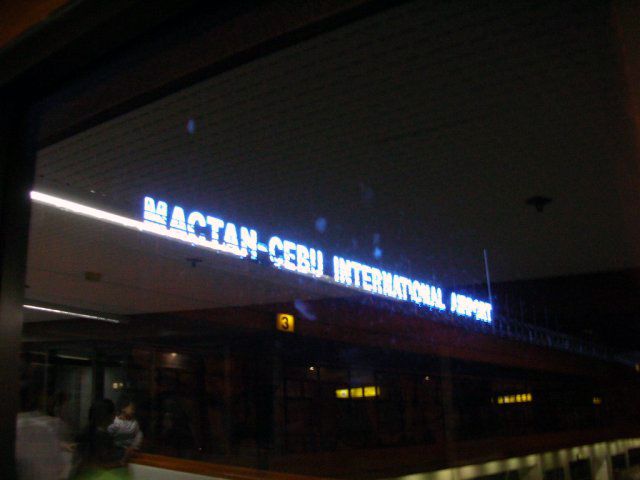 MACTAN-CEBU INTERNATIONAL AIRPORT
3